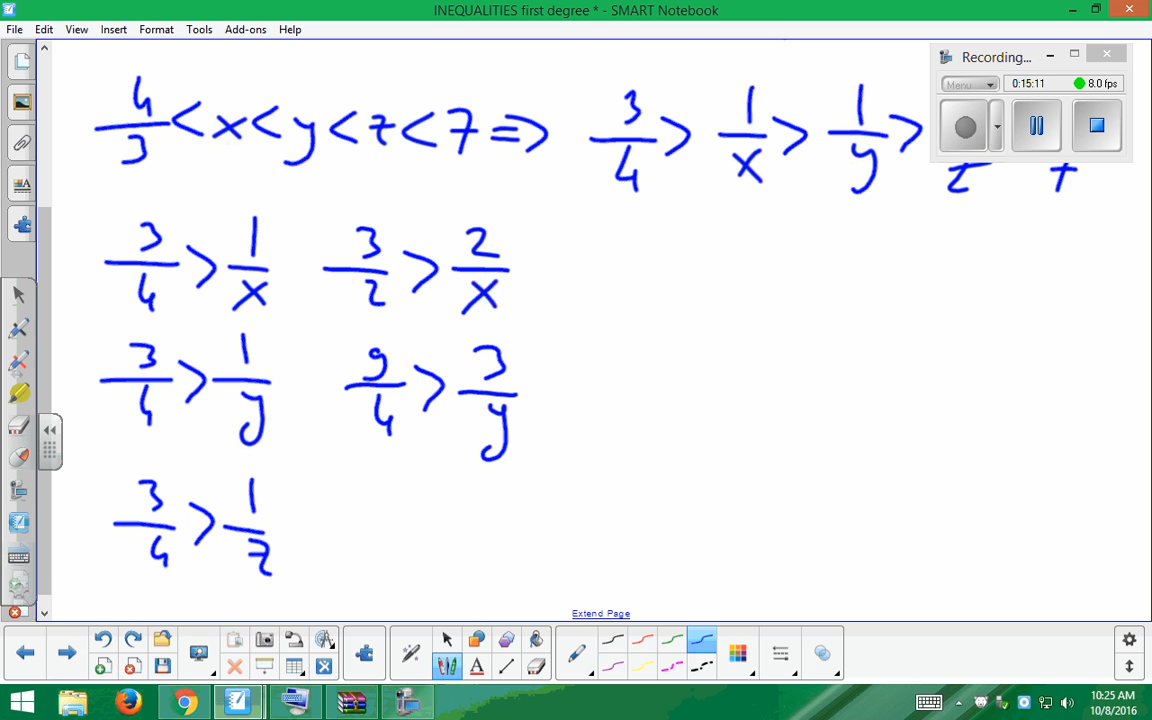 INEQUALITIES first degree * - SMART Notebook
File Edit View Insert Format Tools Add-ons Help
Recording...
Menu 0:15:11 8.0 fps
4/3 < x < y < z < 7 => 3/4 > 1/x > 1/y >
3/4 > 1/x 3/2 > 2/x
3/4 > 1/y 9/4 > 3/y
3/4 > 1/z
Extend Page
10:25 AM
10/8/2016